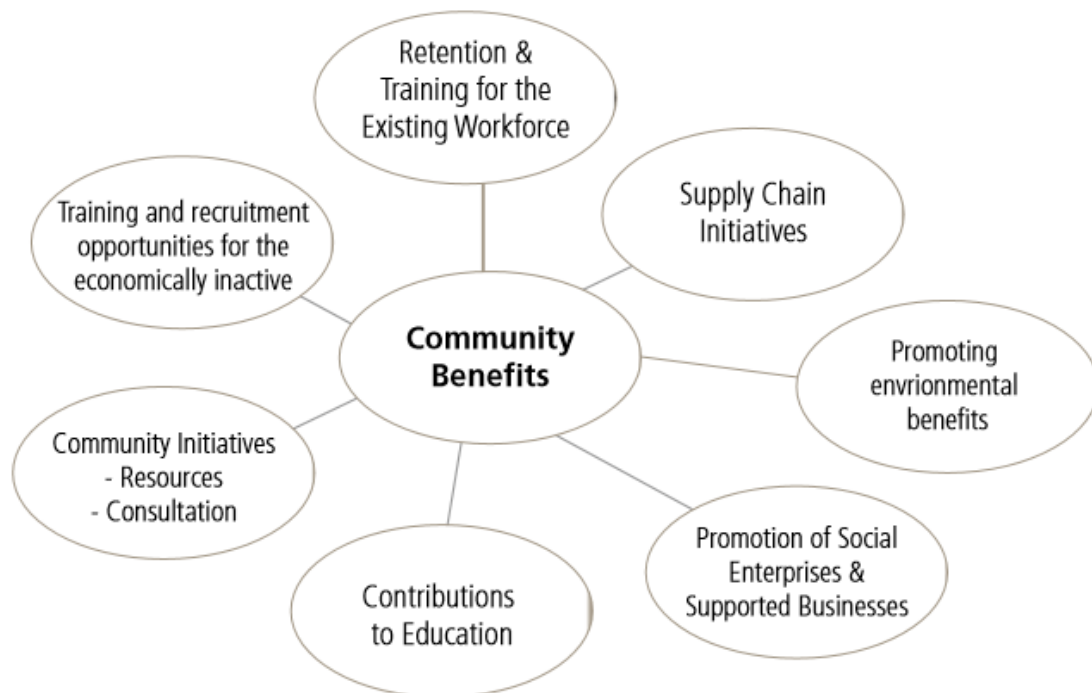 Retention &
Training for the
Existing Workforce
Supply Chain
Initiatives
Training and recruitment
opportunities for the
economically inactive
Community
Benefits
Promoting
envrionmental
benefits
Community Initiatives
- Resources
- Consultation
Promotion of Social
Enterprises &
Supported Businesses
Contributions
to Education